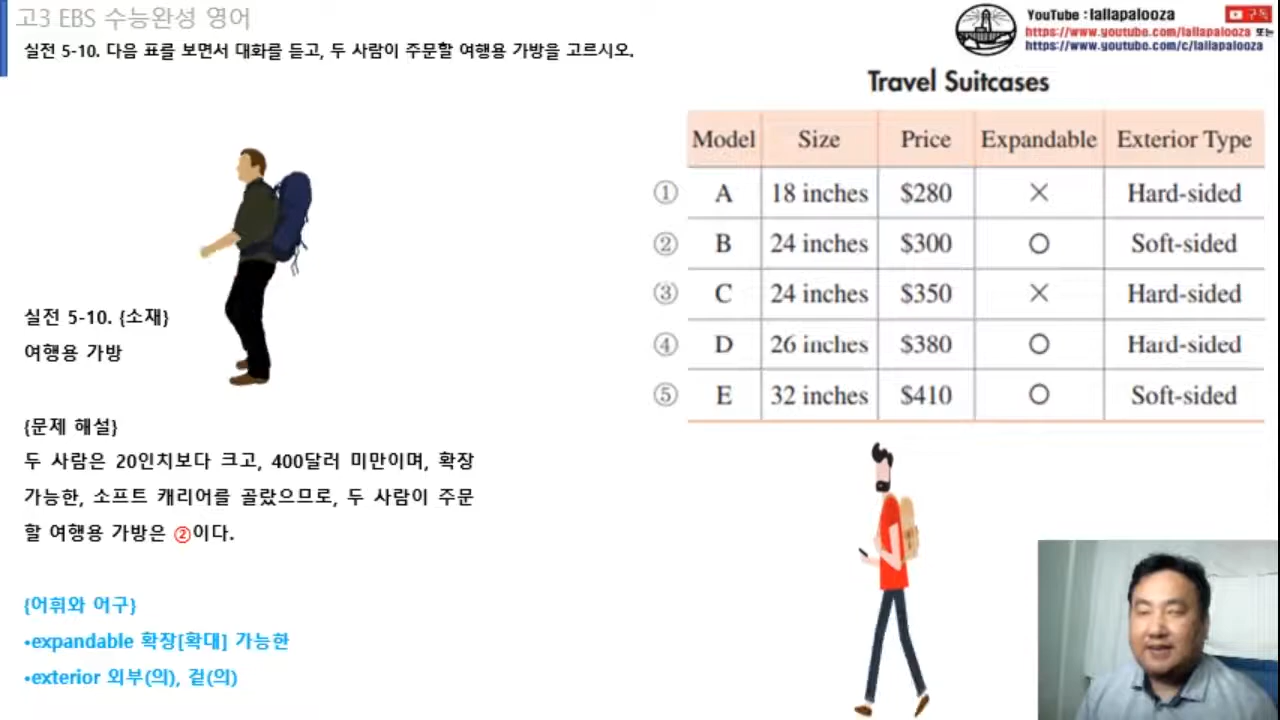 고3 EBS 수능완성 영어
실전 5-10. 다음 표를 보면서 대화를 듣고, 두 사람이 주문할 여행용 가방을 고르시오.
YouTube : lallapalooza
구독
https://www.youtube.com/lallapalooza 또는
https://www.youtube.com/c/lallapalooza
Travel Suitcases
Model Size Price Expandable Exterior Type
① A 18 inches $280 × Hard-sided
② B 24 inches $300 ○ Soft-sided
③ C 24 inches $350 × Hard-sided
④ D 26 inches $380 ○ Hard-sided
⑤ E 32 inches $410 ○ Soft-sided
실전 5-10. {소재}
여행용 가방
{문제 해설}
두 사람은 20인치보다 크고, 400달러 미만이며, 확장
가능한, 소프트 캐리어를 골랐으므로, 두 사람이 주문
할 여행용 가방은 ②이다.
{어휘와 어구}
•expandable 확장[확대] 가능한
•exterior 외부(의), 겉(의)